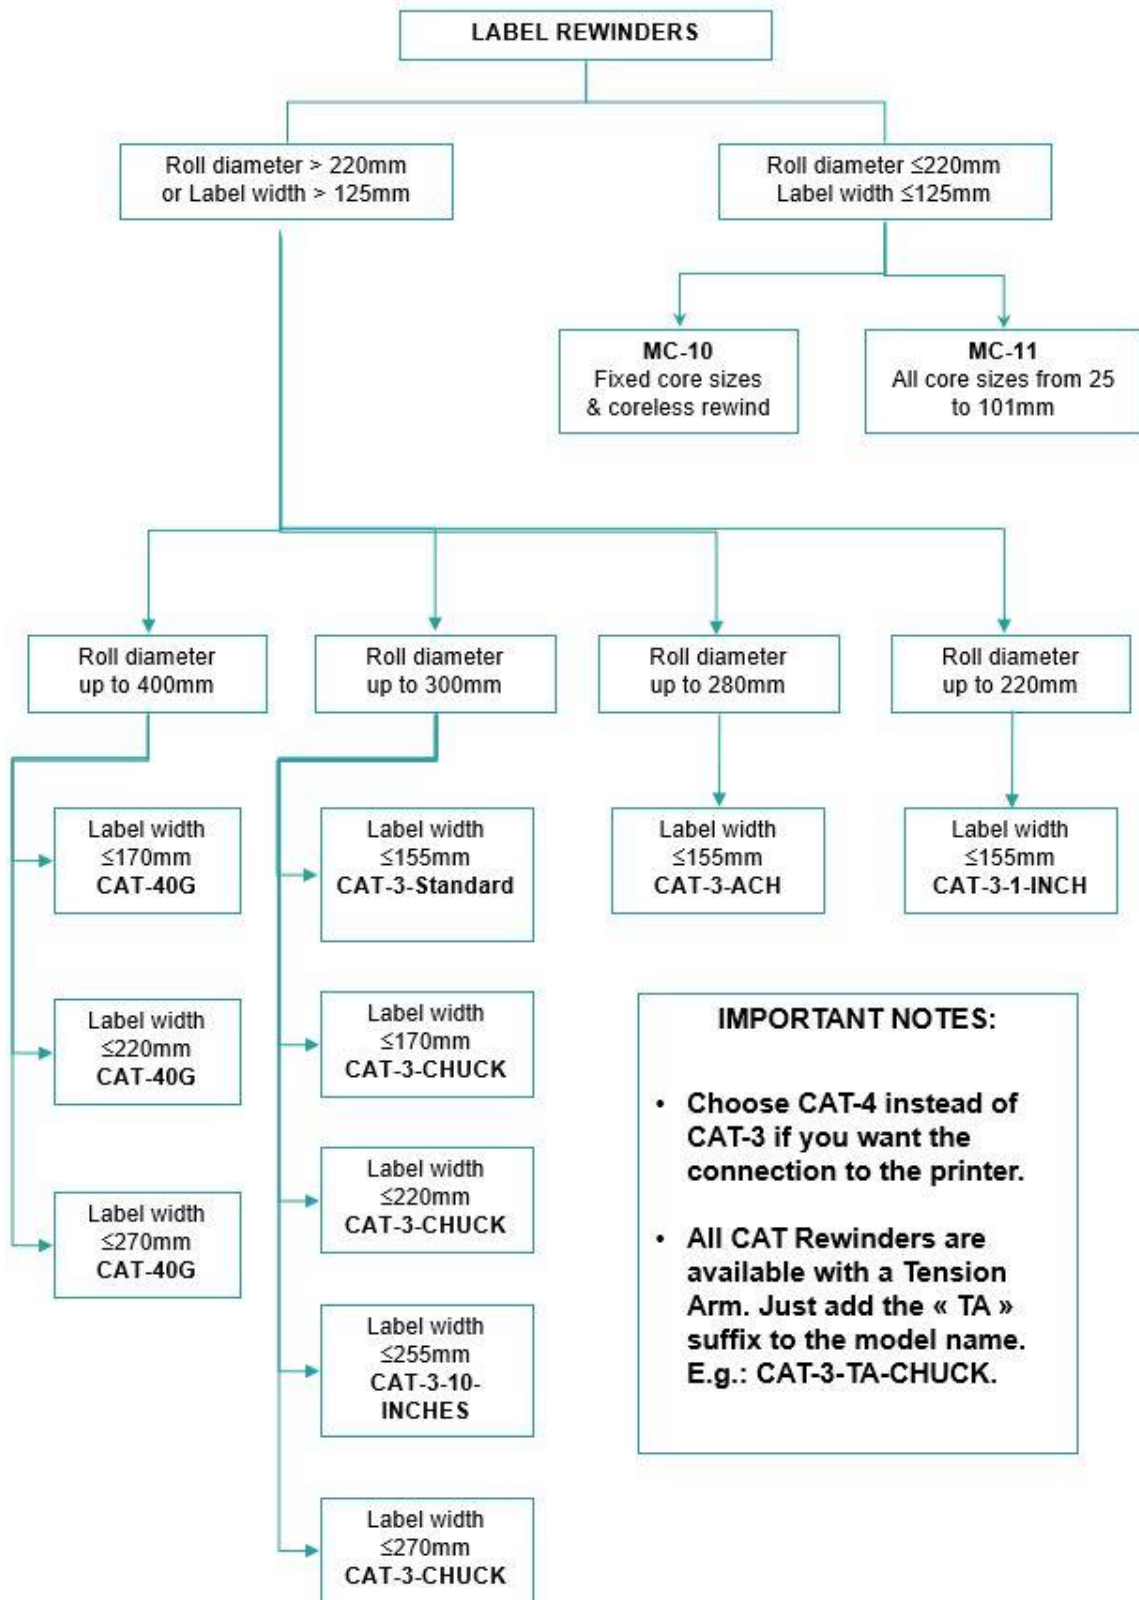 LABEL REWINDERS
Roll diameter > 220mm
or Label width > 125mm
Roll diameter ≤220mm
Label width ≤125mm
MC-10
Fixed core sizes
& coreless rewind
MC-11
All core sizes from 25
to 101mm
Roll diameter
up to 400mm
Roll diameter
up to 300mm
Roll diameter
up to 280mm
Roll diameter
up to 220mm
Label width
≤170mm
CAT-40G
Label width
≤220mm
CAT-40G
Label width
≤270mm
CAT-40G
Label width
≤155mm
CAT-3-Standard
Label width
≤170mm
CAT-3-CHUCK
Label width
≤220mm
CAT-3-CHUCK
Label width
≤255mm
CAT-3-10-
INCHES
Label width
≤270mm
CAT-3-CHUCK
Label width
≤155mm
CAT-3-ACH
Label width
≤155mm
CAT-3-1-INCH
IMPORTANT NOTES:
• Choose CAT-4 instead of
CAT-3 if you want the
connection to the printer.
• All CAT Rewinders are
available with a Tension
Arm. Just add the « TA »
suffix to the model name.
E.g.: CAT-3-TA-CHUCK.